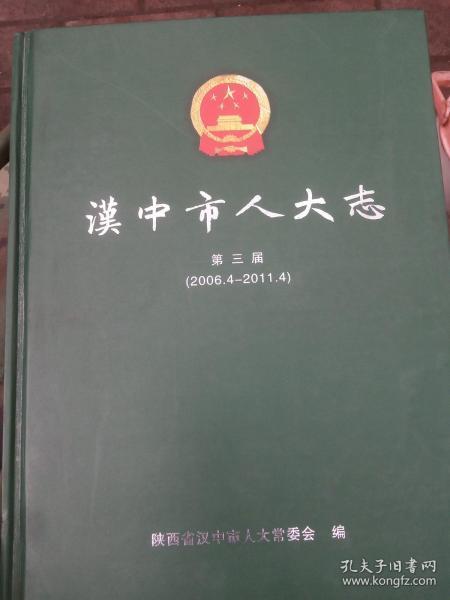 漢中市人大志
第三届
(2006.4-2011.4)
陕西省汉中市人大常委会 编
孔夫子旧书网
www.kongfz.com